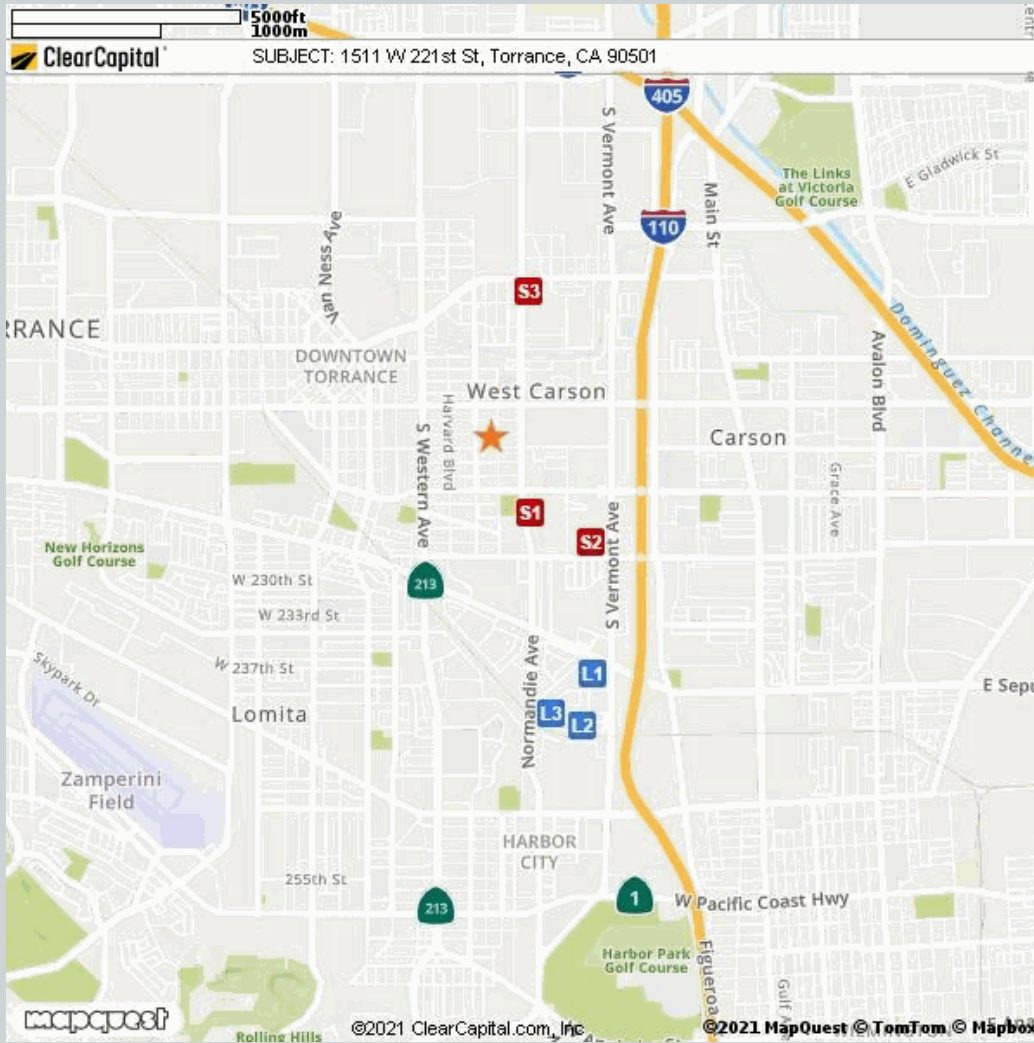 5000ft
1000m
ClearCapital
SUBJECT: 1511 W 221st St, Torrance, CA 90501
405
S Vermont Ave
The Links
at Victoria
Golf Course
E Gladwick St
Main St
110
Van Ness Ave
S3
Dominguez Channe
RRANCE
DOWNTOWN
TORRANCE
Avalon Blvd
West Carson
Harvard Blvd
S Western Ave
Carson
Grace Ave
S1
S2
S Vermont Ave
New Horizons
Golf Course
W 230th St
213
W 233rd St
W 237th St
Normandie Ave
Skypark Dr
L1
E Sepu
L3
L2
Lomita
Zamperini
Field
HARBOR
CITY
255th St
213
1
W Pacific Coast Hwy
Harbor Park
Golf Course
Figueroa
Gulf A
mapquest
Rolling Hills
©2021 ClearCapital.com, Inc
©2021 MapQuest © TomTom © Mapbox